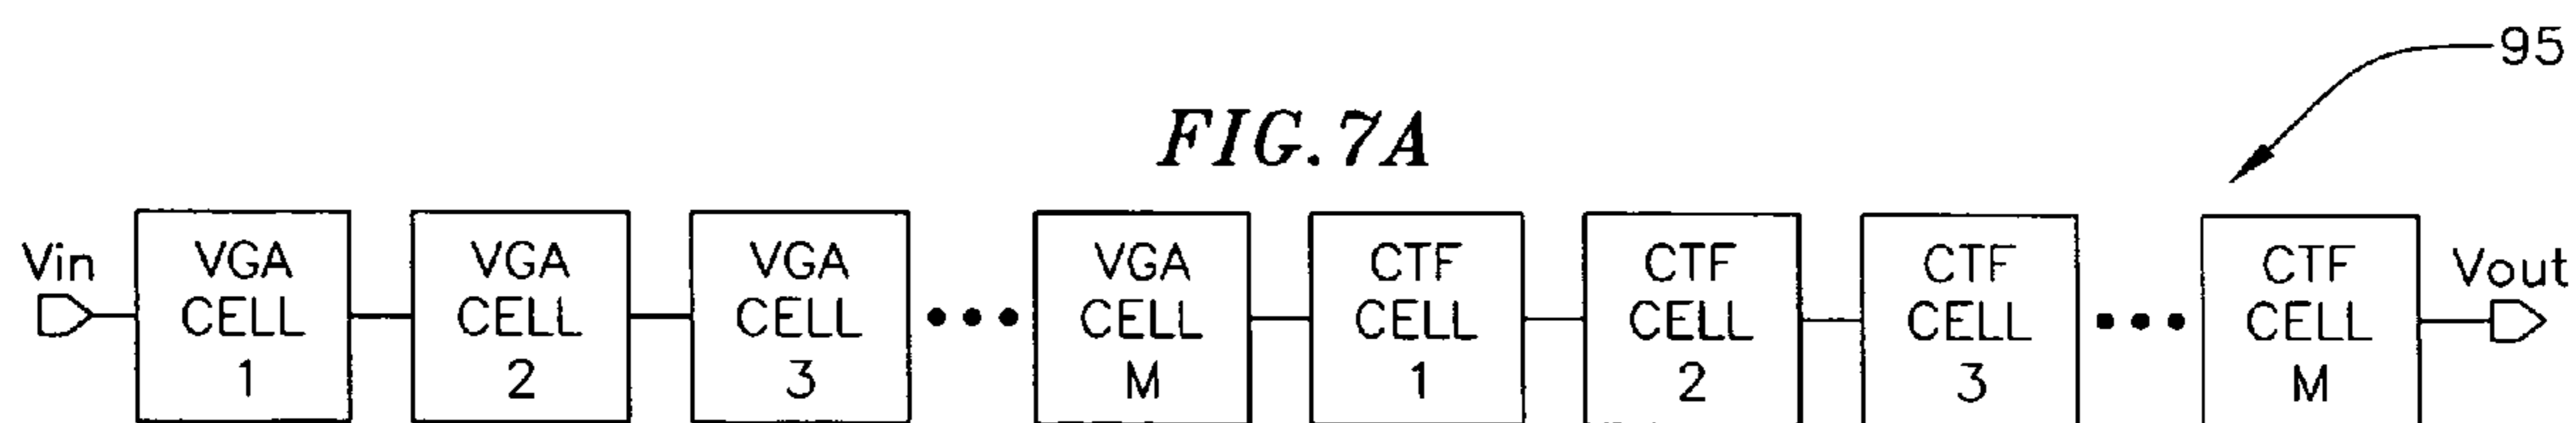 95
FIG.7A
Vin
VGA
CELL
1
VGA
CELL
2
VGA
CELL
3
VGA
CELL
M
CTF
CELL
1
CTF
CELL
2
CTF
CELL
3
CTF
CELL
M
Vout